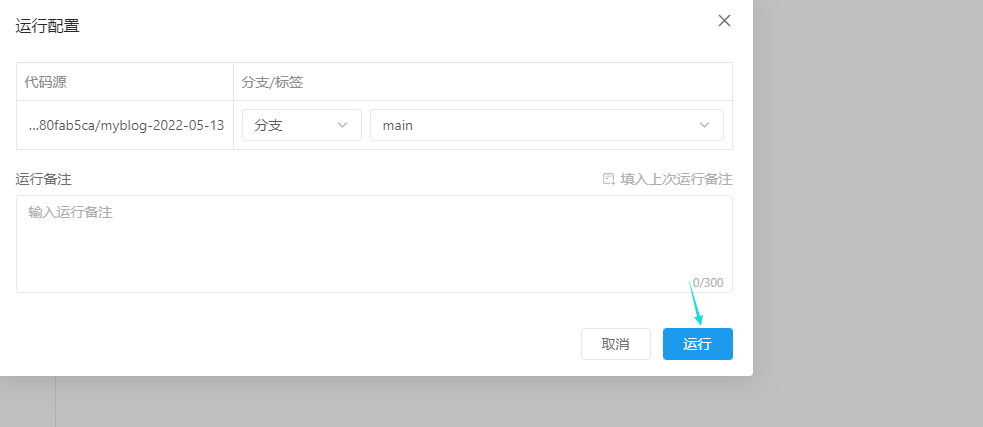 运行配置
代码源 分支/标签
...80fab5ca/myblog-2022-05-13 分支 main
运行备注 填入上次运行备注
输入运行备注
0/300
取消 运行